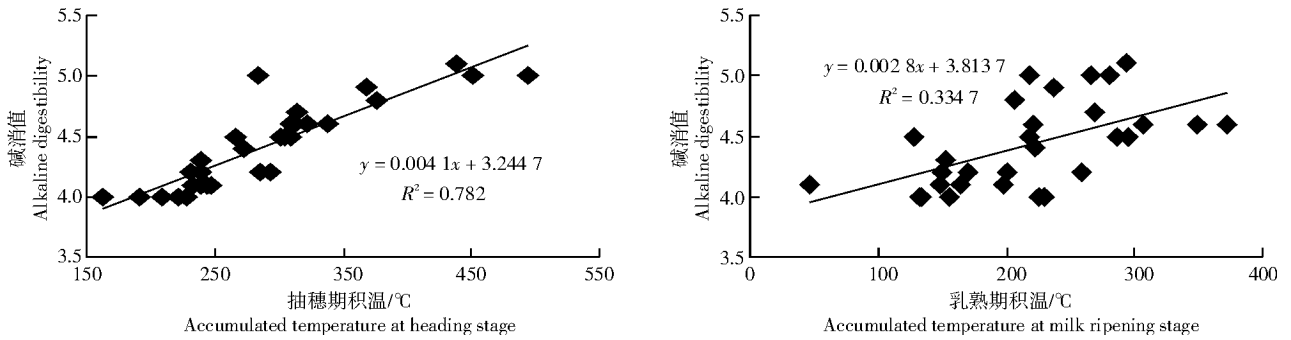 5.5
5.0
4.5
4.0
3.5
碱消值
Alkaline digestibility
y = 0.004 1x + 3.244 7
R² = 0.782
150 250 350 450 550
抽穗期积温/℃
Accumulated temperature at heading stage
5.5
5.0
4.5
4.0
3.5
碱消值
Alkaline digestibility
y = 0.002 8x + 3.813 7
R² = 0.334 7
0 100 200 300 400
乳熟期积温/℃
Accumulated temperature at milk ripening stage